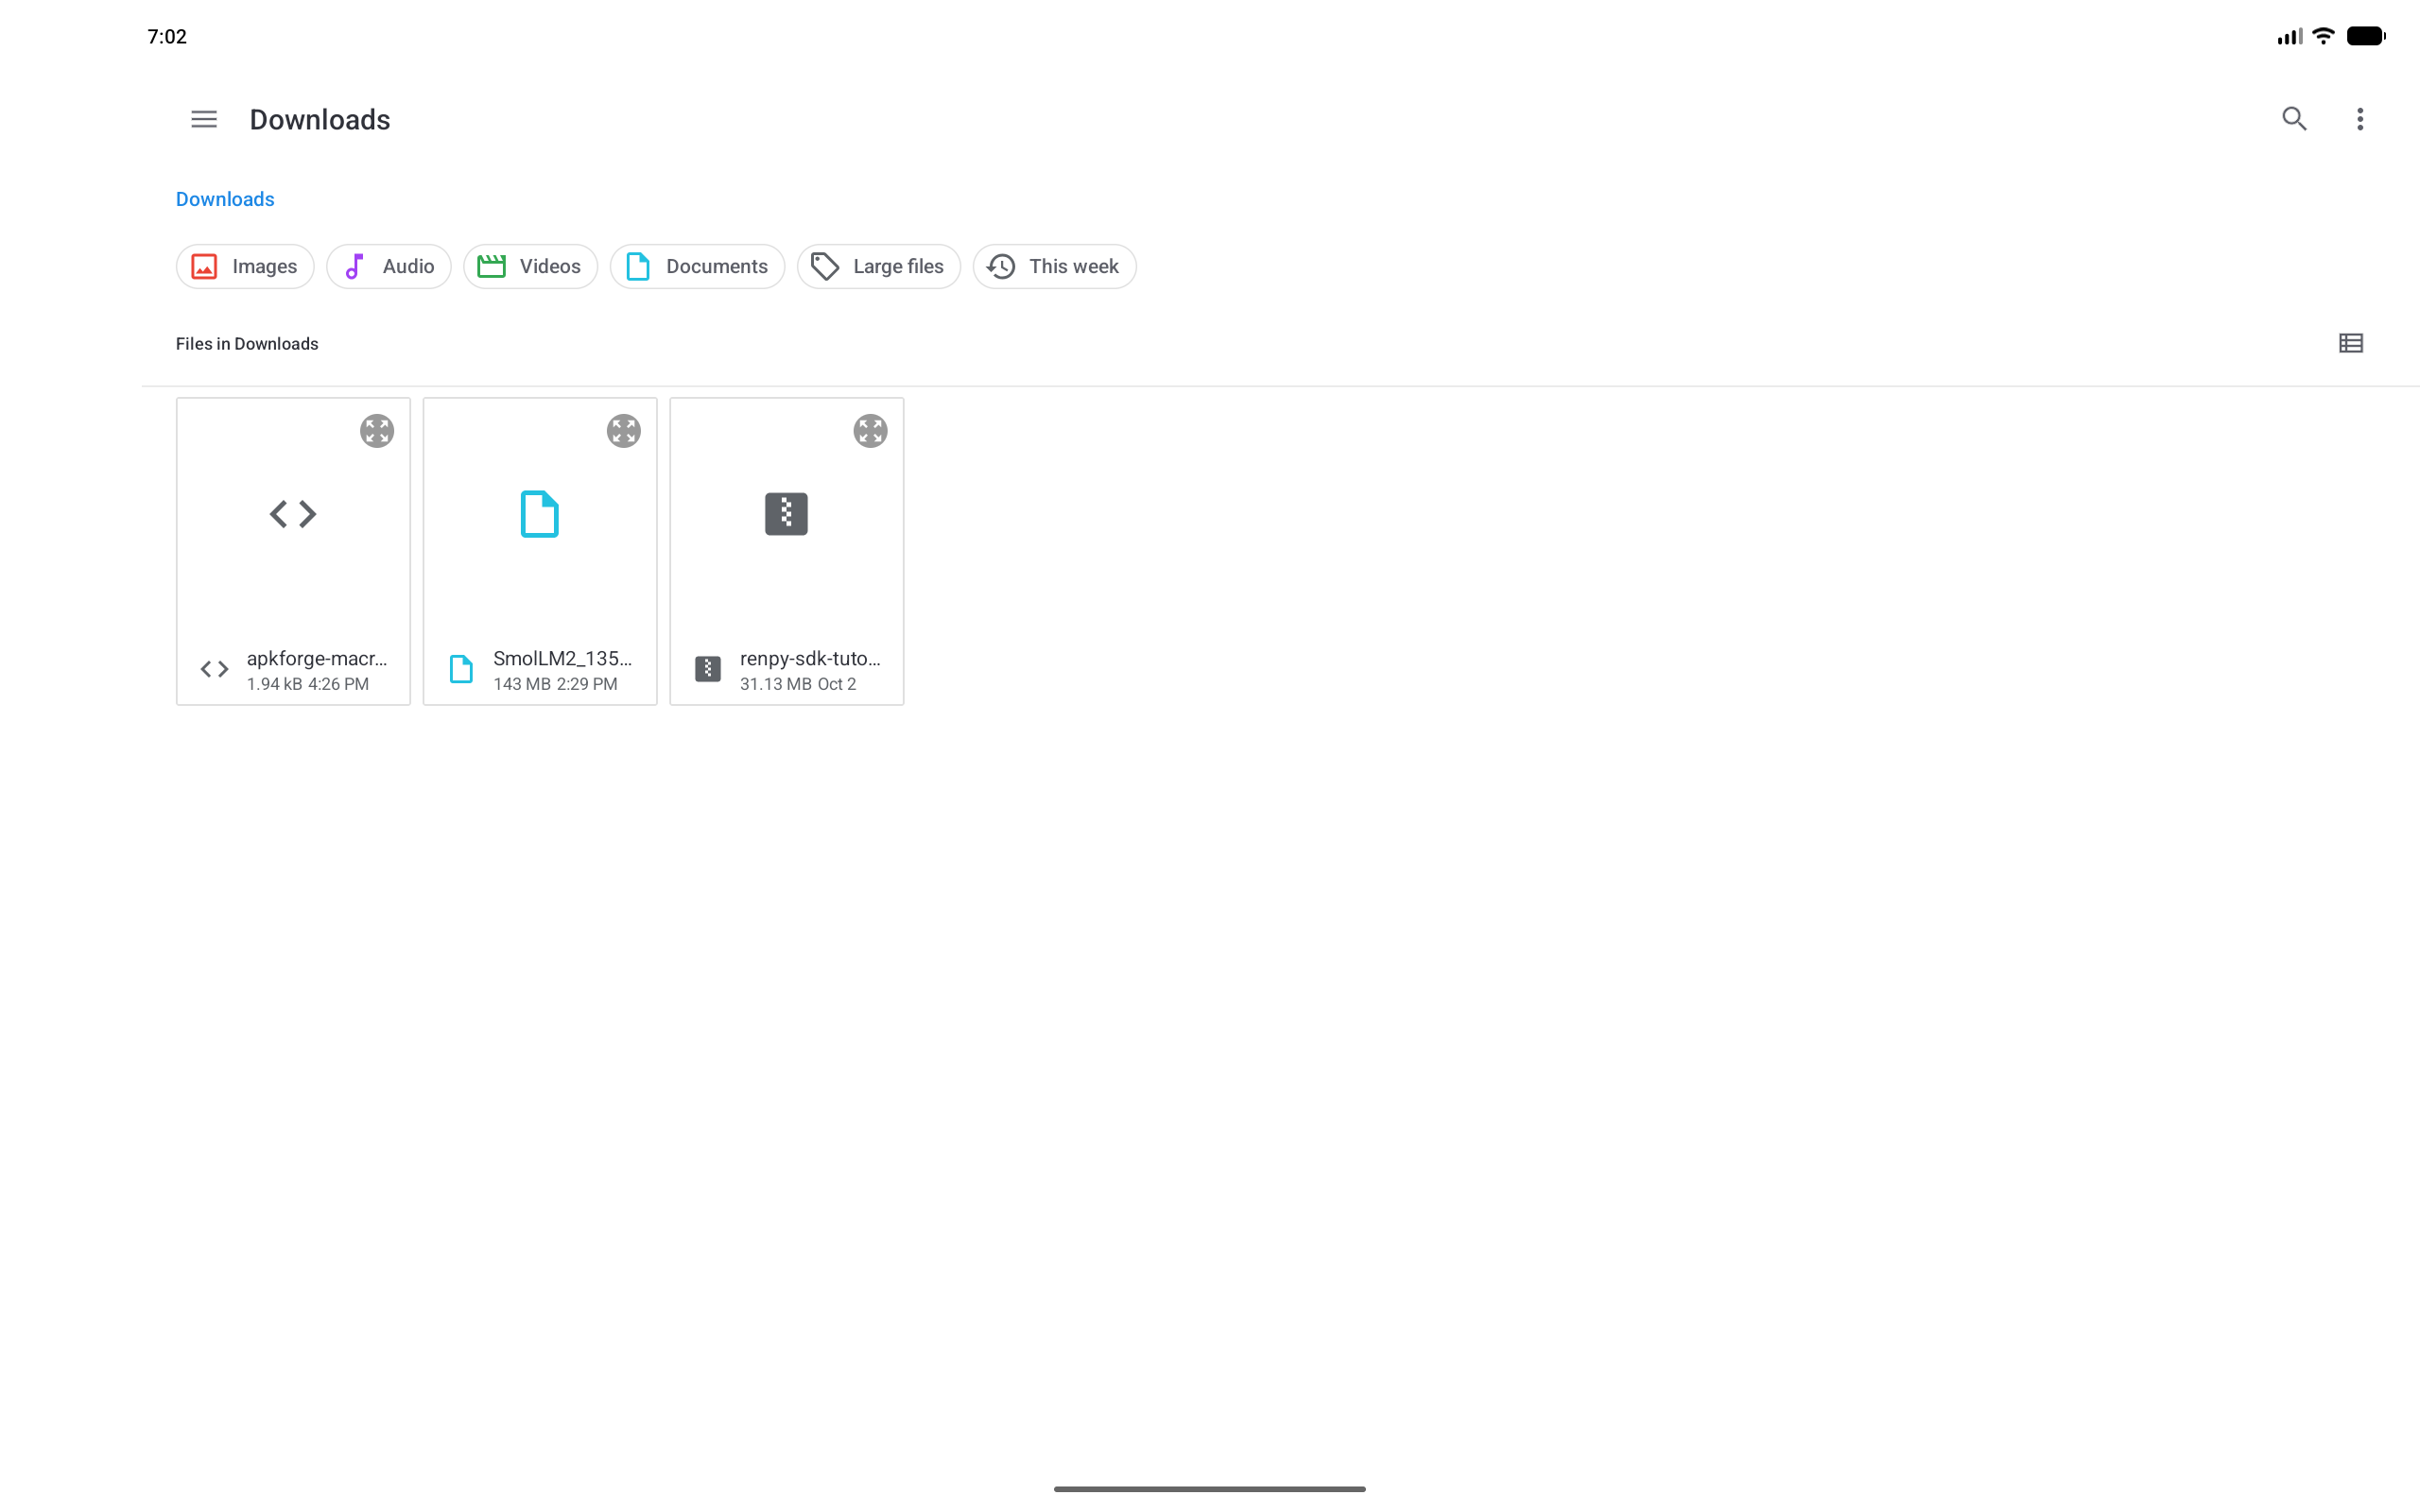 7:02
Downloads
Downloads
Images Audio Videos Documents Large files This week
Files in Downloads
apkforge-macr...
1.94 kB 4:26 PM
SmolLM2_135...
143 MB 2:29 PM
renpy-sdk-tuto...
31.13 MB Oct 2